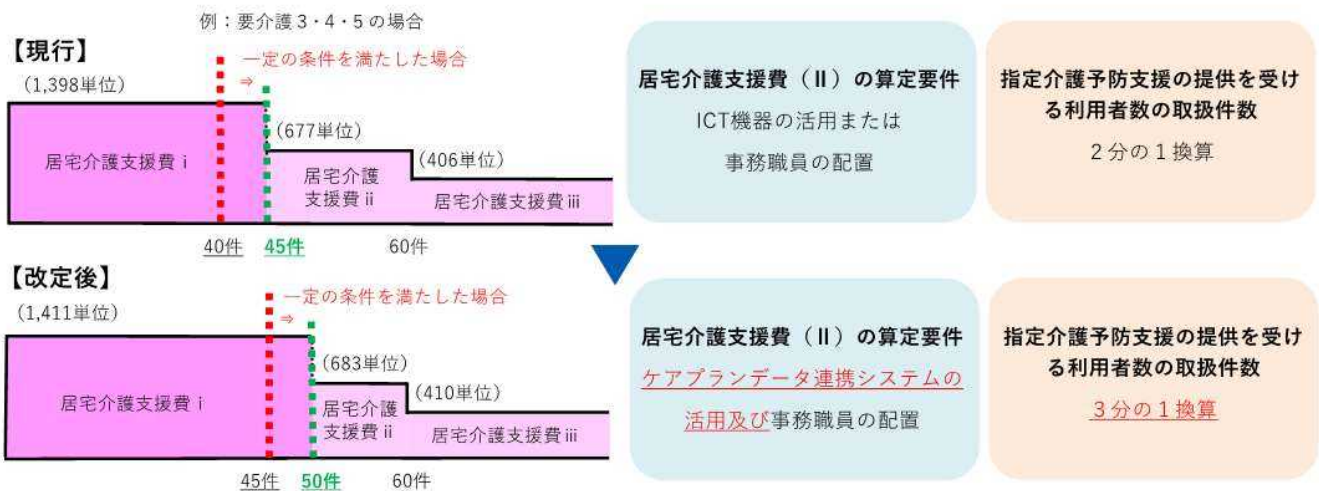 例：要介護3・4・5の場合
【現行】
一定の条件を満たした場合
⇒
（1,398単位）
（677単位）
（406単位）
居宅介護支援費ⅰ
居宅介護
支援費ⅱ
居宅介護支援費ⅲ
40件
45件
60件
居宅介護支援費（Ⅱ）の算定要件
ICT機器の活用または
事務職員の配置
指定介護予防支援の提供を受け
る利用者数の取扱件数
２分の１換算
【改定後】
一定の条件を満たした場合
⇒
（1,411単位）
（683単位）
（410単位）
居宅介護支援費ⅰ
居宅介護
支援費ⅱ
居宅介護支援費ⅲ
45件
50件
60件
居宅介護支援費（Ⅱ）の算定要件
ケアプランデータ連携システムの
活用及び事務職員の配置
指定介護予防支援の提供を受け
る利用者数の取扱件数
３分の１換算